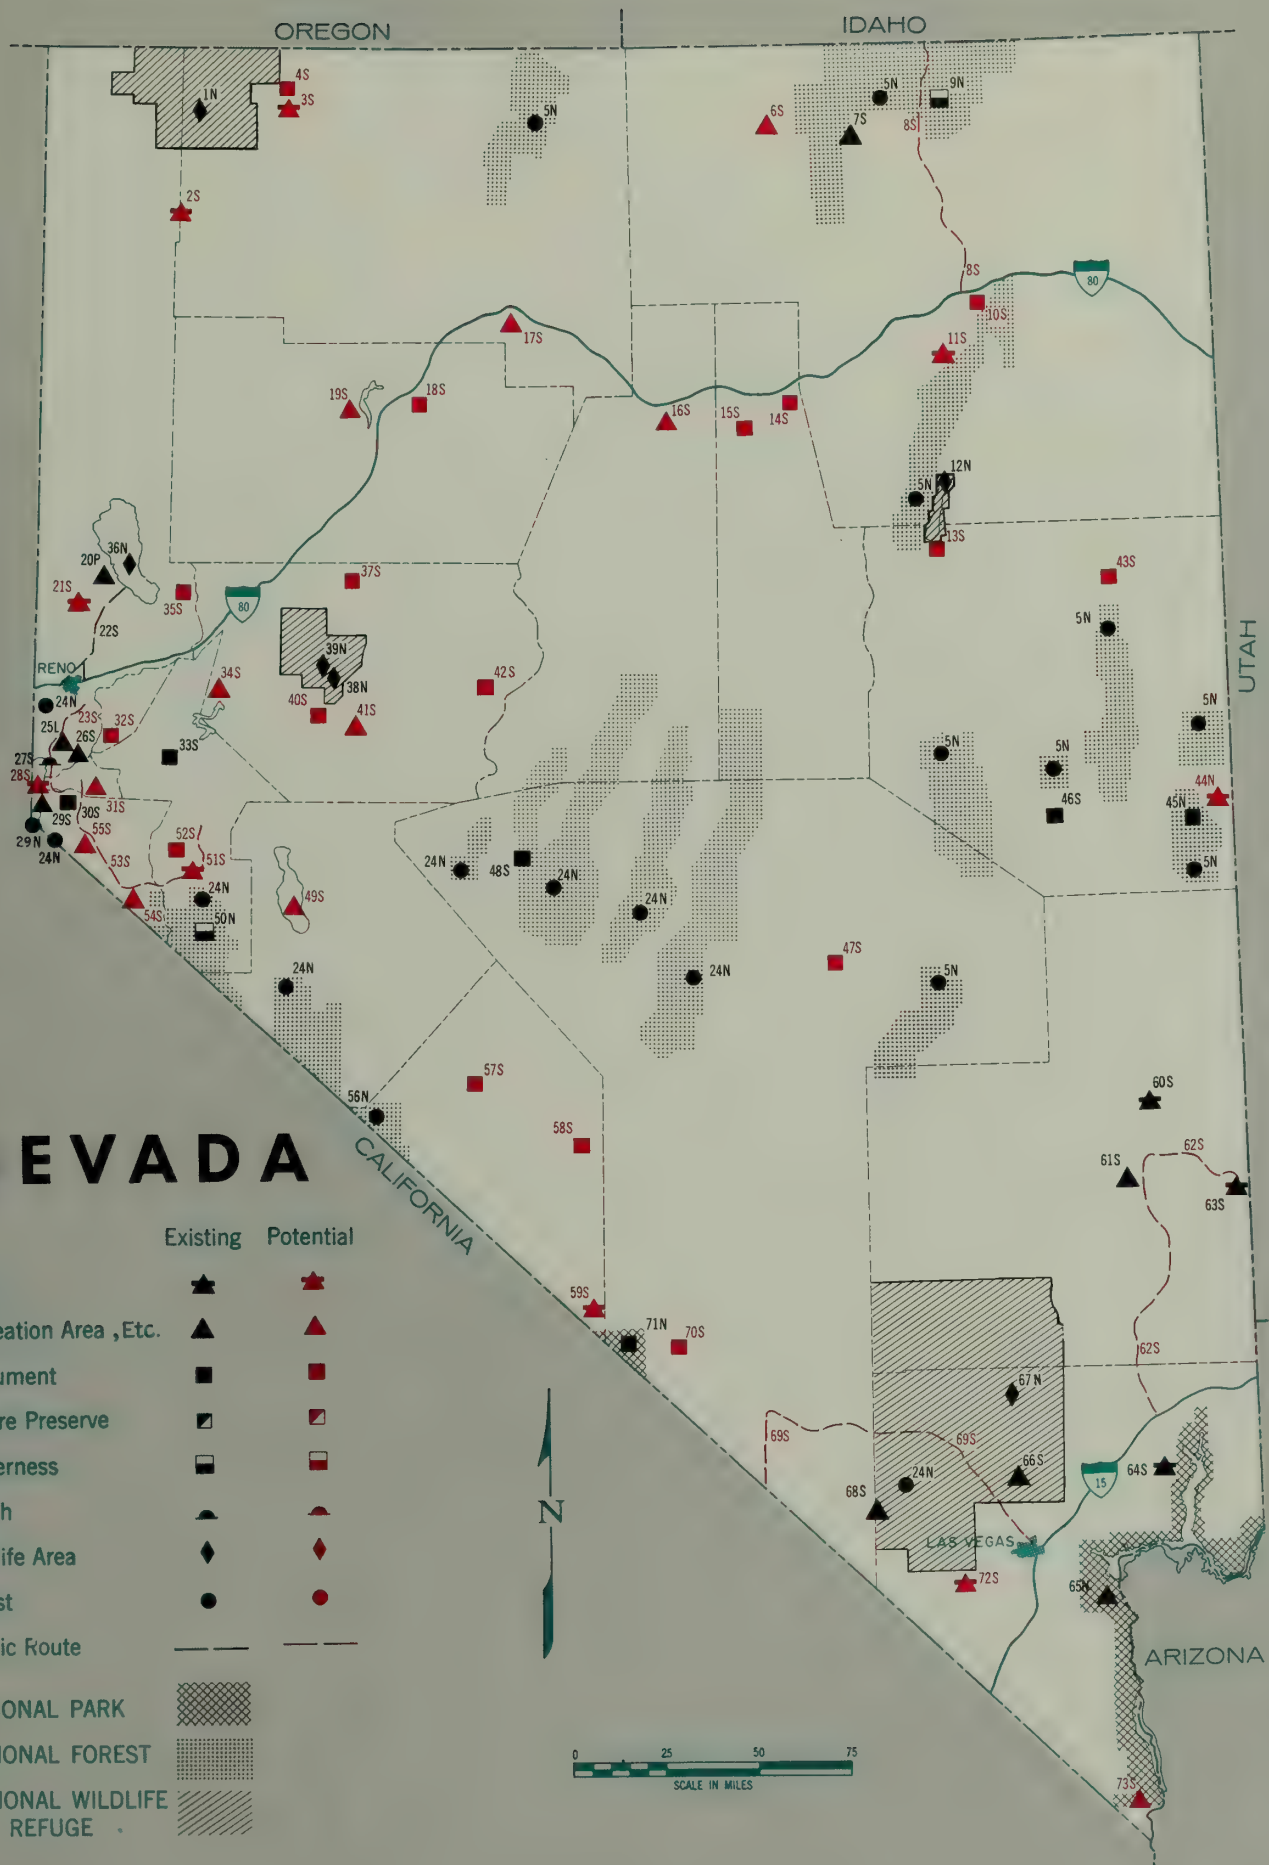 OREGON
IDAHO
4S
3S
1N
5N
6S
7S
5N
9N
8S
2S
8S
80
10S
17S
11S
19S
18S
16S
15S
14S
12N
5N
13S
36N
20P
21S
35S
80
37S
43S
22S
5N
UTAH
RENO
39N
38N
34S
42S
24N
40S
41S
5N
23S
32S
25L
26S
33S
27S
5N
5N
28S
44N
31S
30S
29S
46S
45N
29N
24N
55S
53S
52S
51S
24N
48S
24N
5N
24N
50N
54S
49S
24N
47S
24N
24N
5N
57S
60S
56N
58S
CALIFORNIA
62S
61S
63S
EVADA
Existing Potential
59S
eation Area ,Etc.
71N
70S
ument
62S
67N
re Preserve
69S
69S
erness
66S
24N
64S
68S
15
h
N
LAS VEGAS
ife Area
72S
65N
st
ARIZONA
ic Route
IONAL PARK
IONAL FOREST
0 25 50 75
SCALE IN MILES
IONAL WILDLIFE
REFUGE
73S